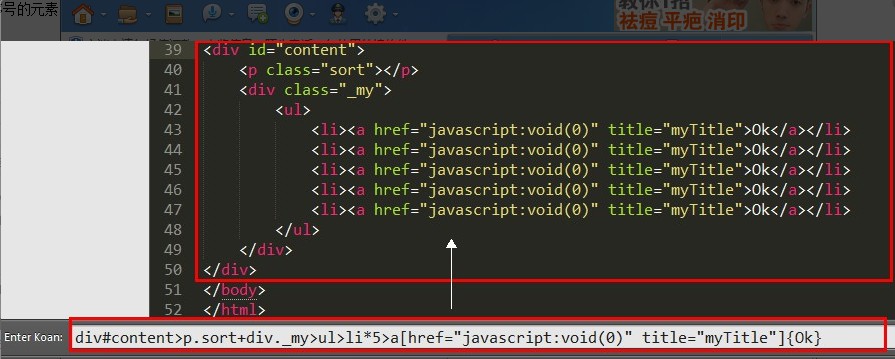 号的元素
教你1招
祛痘 平疤 消印
39 <div id="content">
40 <p class="sort"></p>
41 <div class="_my">
42 <ul>
43 <li><a href="javascript:void(0)" title="myTitle">Ok</a></li>
44 <li><a href="javascript:void(0)" title="myTitle">Ok</a></li>
45 <li><a href="javascript:void(0)" title="myTitle">Ok</a></li>
46 <li><a href="javascript:void(0)" title="myTitle">Ok</a></li>
47 <li><a href="javascript:void(0)" title="myTitle">Ok</a></li>
48 </ul>
49 </div>
50 </div>
51 </body>
52 </html>
Enter Koan: div#content>p.sort+div._my>ul>li*5>a[href="javascript:void(0)" title="myTitle"]{Ok}